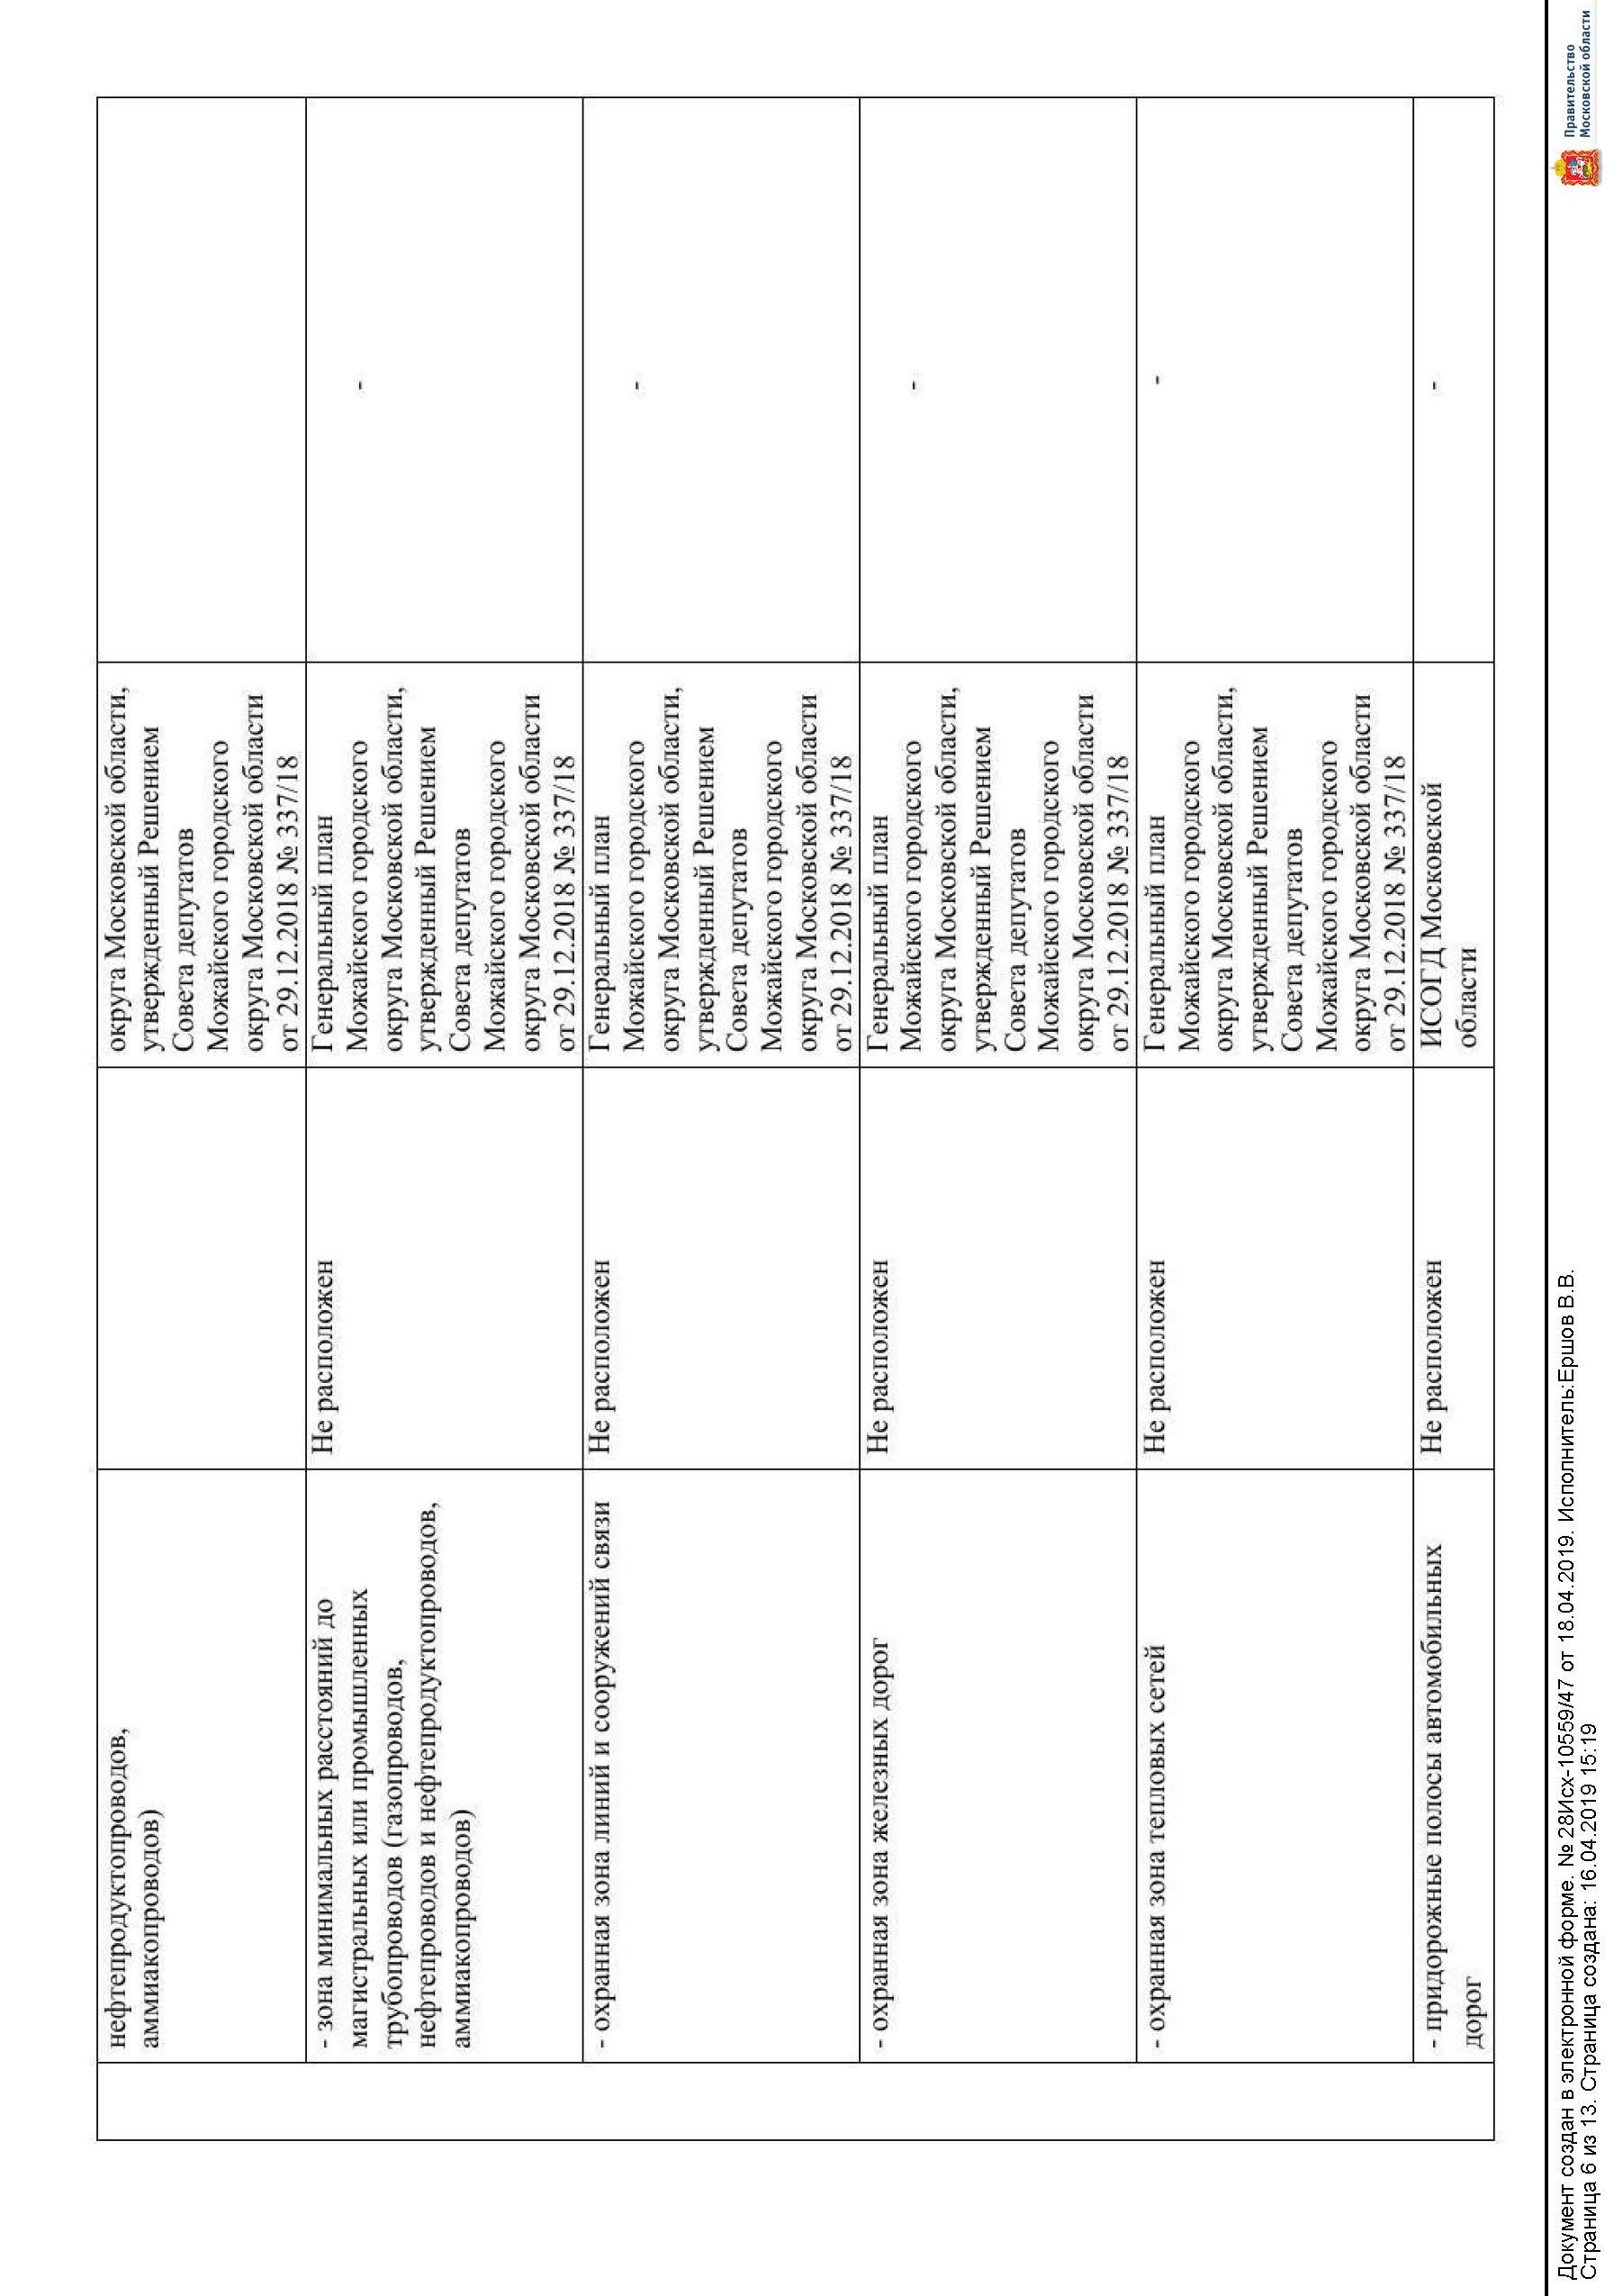 нефтепродуктопроводов,
аммиакопроводов)
округа Московской области,
утвержденный Решением
Совета депутатов
Можайского городского
округа Московской области
от 29.12.2018 № 337/18
- зона минимальных расстояний до
магистральных или промышленных
трубопроводов (газопроводов,
нефтепроводов и нефтепродуктопроводов,
аммиакопроводов)
Не расположен
Генеральный план
Можайского городского
округа Московской области,
утвержденный Решением
Совета депутатов
Можайского городского
округа Московской области
от 29.12.2018 № 337/18
-
- охранная зона линий и сооружений связи
Не расположен
Генеральный план
Можайского городского
округа Московской области,
утвержденный Решением
Совета депутатов
Можайского городского
округа Московской области
от 29.12.2018 № 337/18
-
- охранная зона железных дорог
Не расположен
Генеральный план
Можайского городского
округа Московской области,
утвержденный Решением
Совета депутатов
Можайского городского
округа Московской области
от 29.12.2018 № 337/18
-
- охранная зона тепловых сетей
Не расположен
Генеральный план
Можайского городского
округа Московской области,
утвержденный Решением
Совета депутатов
Можайского городского
округа Московской области
от 29.12.2018 № 337/18
-
- придорожные полосы автомобильных
дорог
Не расположен
ИСОГД Московской
области
-
Документ создан в электронной форме. № 28Исх-10559/47 от 18.04.2019. Исполнитель:Ершов В.В.
Страница 6 из 13. Страница создана: 16.04.2019 15:19
Правительство
Московской области